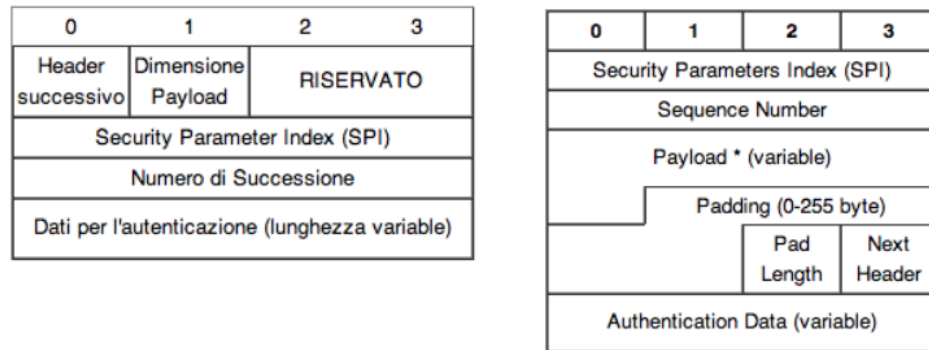 0 1 2 3
Header successivo
Dimensione Payload
RISERVATO
Security Parameter Index (SPI)
Numero di Successione
Dati per l'autenticazione (lunghezza variable)
0 1 2 3
Security Parameters Index (SPI)
Sequence Number
Payload * (variable)
Padding (0-255 byte)
Pad Length
Next Header
Authentication Data (variable)